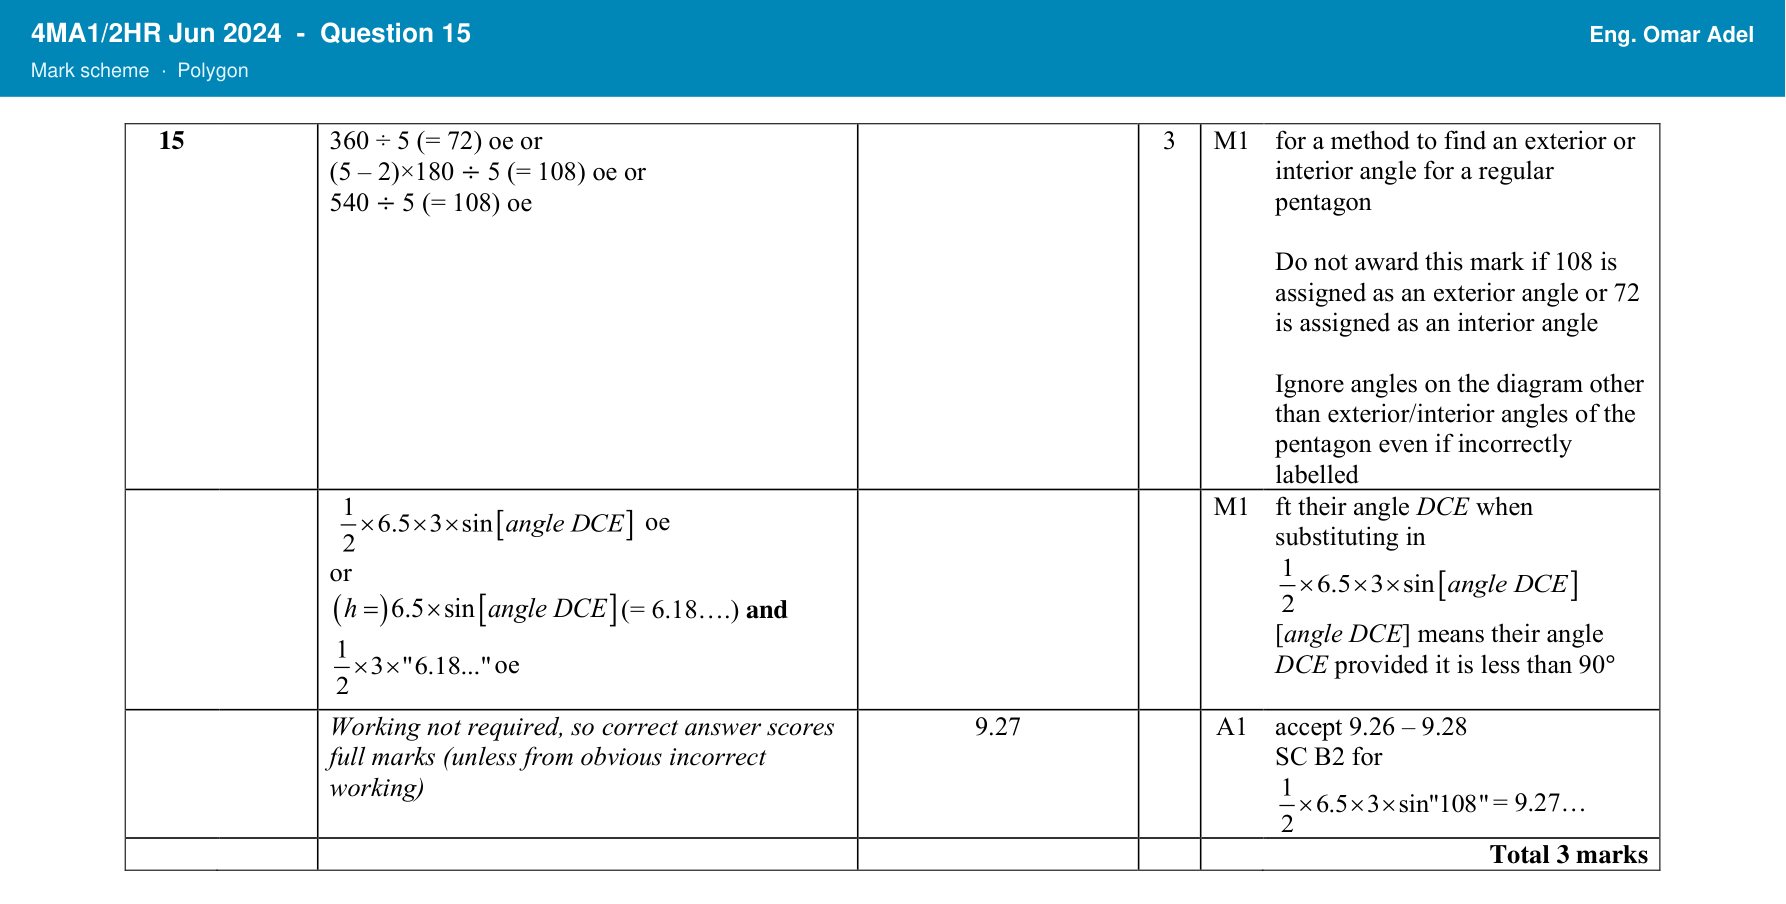 4MA1/2HR Jun 2024 - Question 15
Eng. Omar Adel
Mark scheme · Polygon
15
360 ÷ 5 (= 72) oe or
(5 – 2)×180 ÷ 5 (= 108) oe or
540 ÷ 5 (= 108) oe
3
M1
for a method to find an exterior or
interior angle for a regular
pentagon
Do not award this mark if 108 is
assigned as an exterior angle or 72
is assigned as an interior angle
Ignore angles on the diagram other
than exterior/interior angles of the
pentagon even if incorrectly
labelled
1/2 ×6.5×3×sin[angle DCE] oe
or
(h =)6.5×sin[angle DCE](= 6.18….) and
1/2 ×3×"6.18..." oe
M1
ft their angle DCE when
substituting in
1/2 ×6.5×3×sin[angle DCE]
[angle DCE] means their angle
DCE provided it is less than 90°
Working not required, so correct answer scores
full marks (unless from obvious incorrect
working)
9.27
A1
accept 9.26 – 9.28
SC B2 for
1/2 ×6.5×3×sin"108"= 9.27…
Total 3 marks